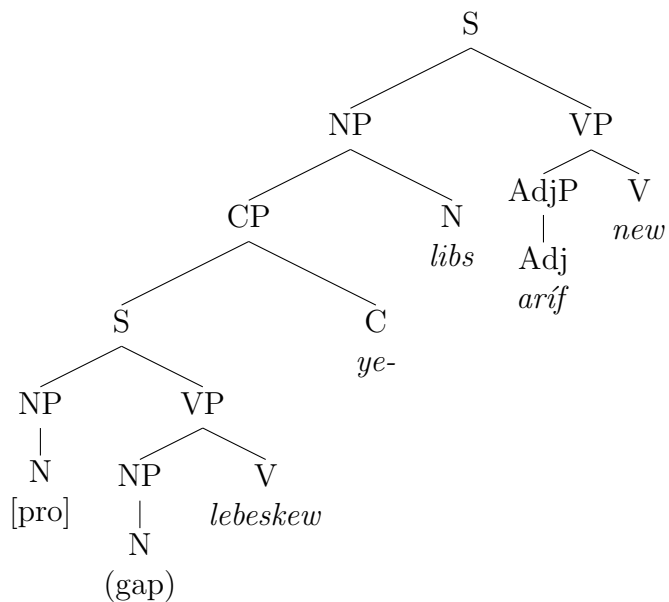 S
NP VP
CP N AdjP V
libs new
Adj
aríf
S C
ye-
NP VP
N NP V
[pro] lebeskew
N
(gap)